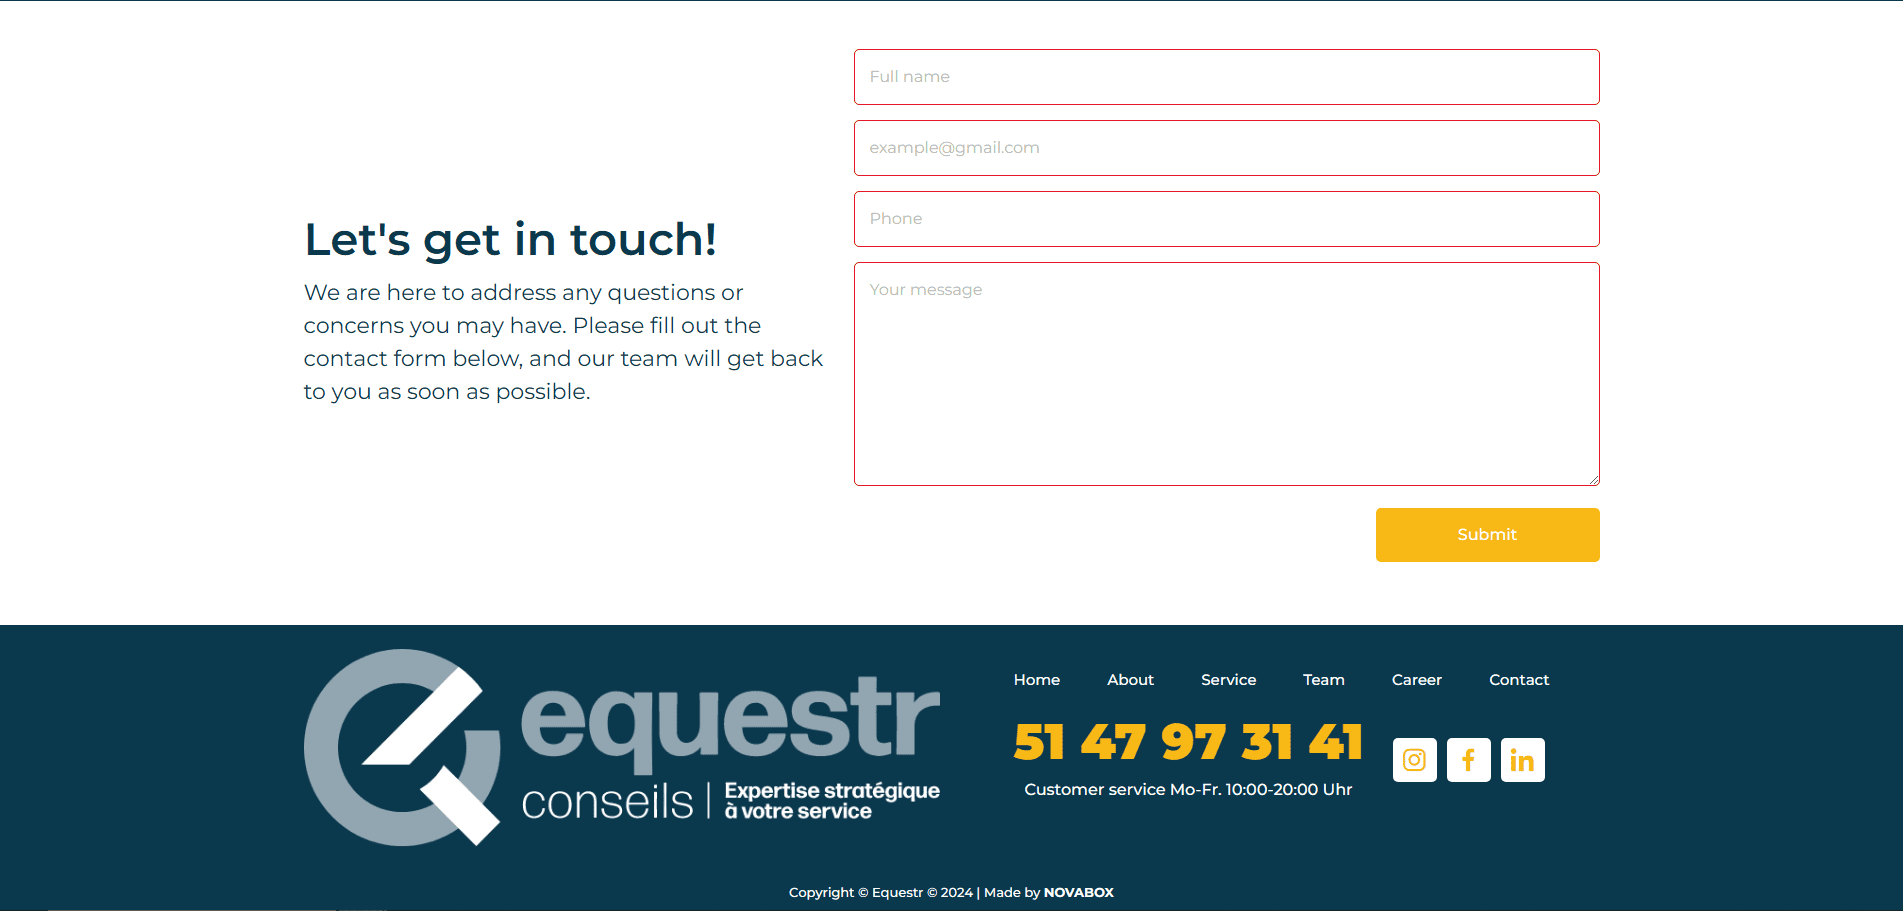 Let's get in touch!
We are here to address any questions or
concerns you may have. Please fill out the
contact form below, and our team will get back
to you as soon as possible.
Full name
example@gmail.com
Phone
Your message
Submit
equestr
conseils | Expertise stratégique
à votre service
Home About Service Team Career Contact
51 47 97 31 41
Customer service Mo-Fr. 10:00-20:00 Uhr
Copyright © Equestr © 2024 | Made by NOVABOX